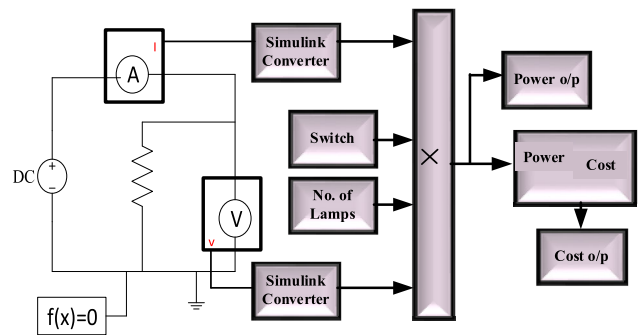 I
Simulink
Converter
A
Power o/p
Switch
×
Power Cost
DC
+
−
No. of
Lamps
V
v
Cost o/p
Simulink
Converter
f(x)=0